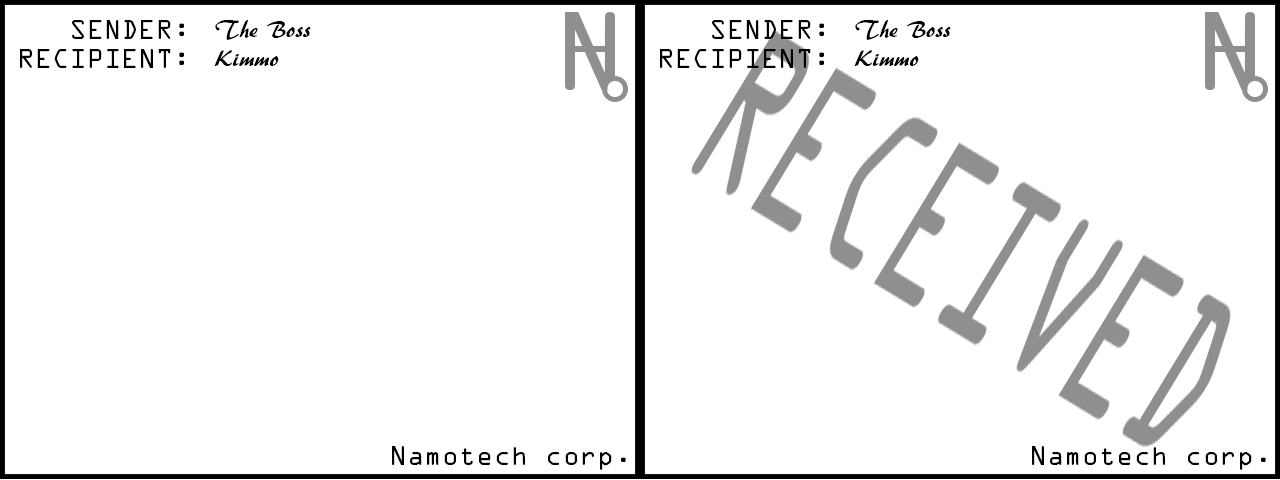 SENDER: The Boss
RECIPIENT: Kimmo
N
Namotech corp.
SENDER: The Boss
RECIPIENT: Kimmo
N
RECEIVED
Namotech corp.